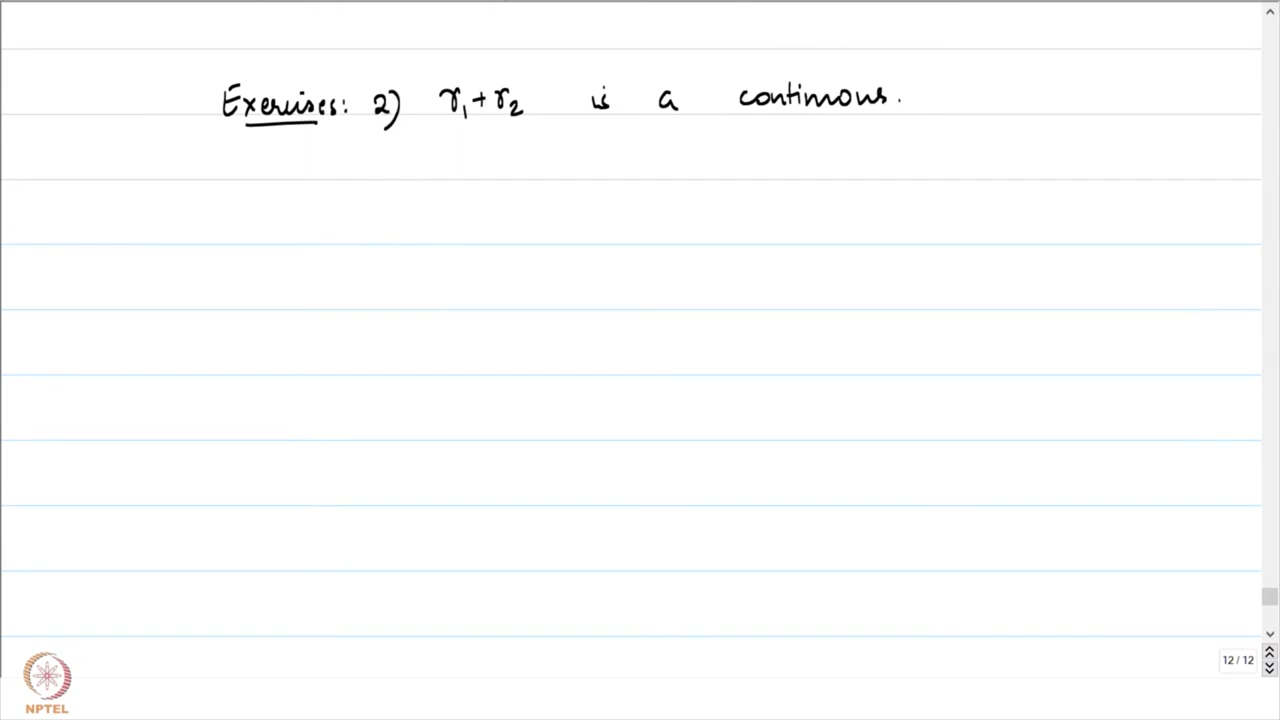 Exercises: 2) γ₁+γ₂ is a continuous.
12 / 12
NPTEL